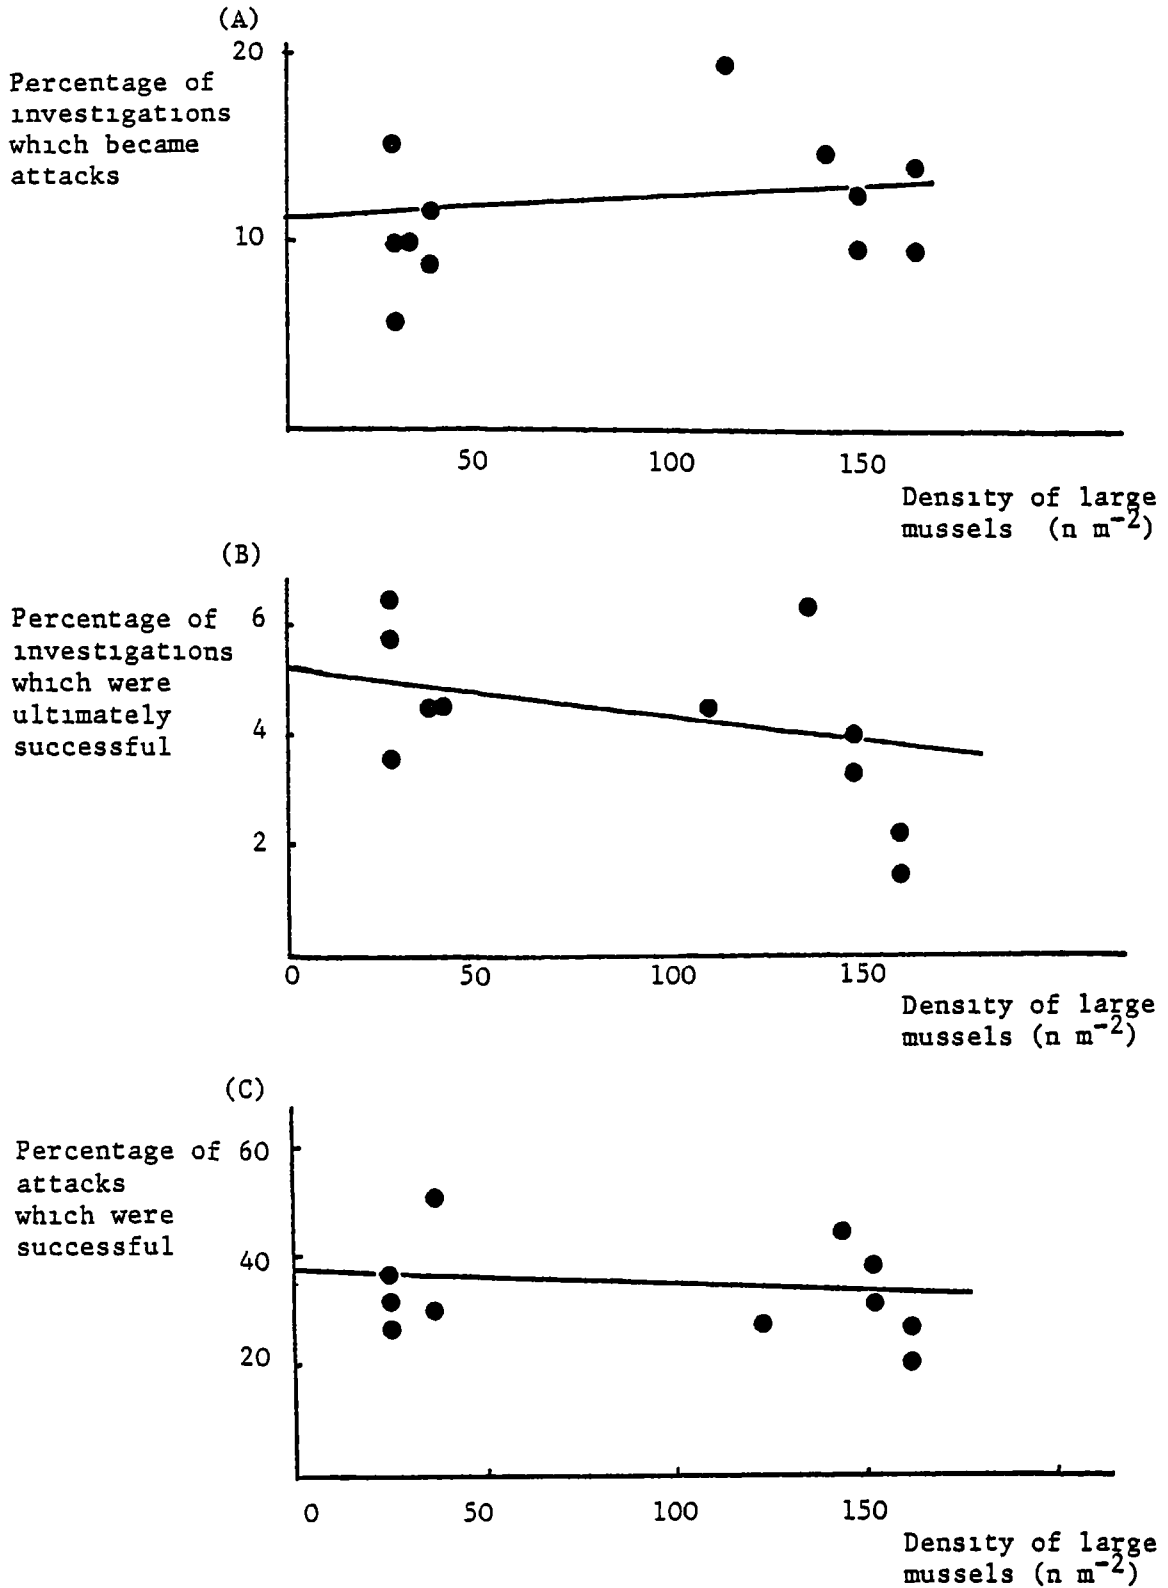 (A)
20
Percentage of
investigations
which became
attacks
10
50 100 150
Density of large
mussels (n m⁻²)
(B)
Percentage of 6
investigations
which were
ultimately 4
successful
2
0 50 100 150
Density of large
mussels (n m⁻²)
(C)
Percentage of 60
attacks
which were
successful 40
20
0 50 100 150
Density of large
mussels (n m⁻²)